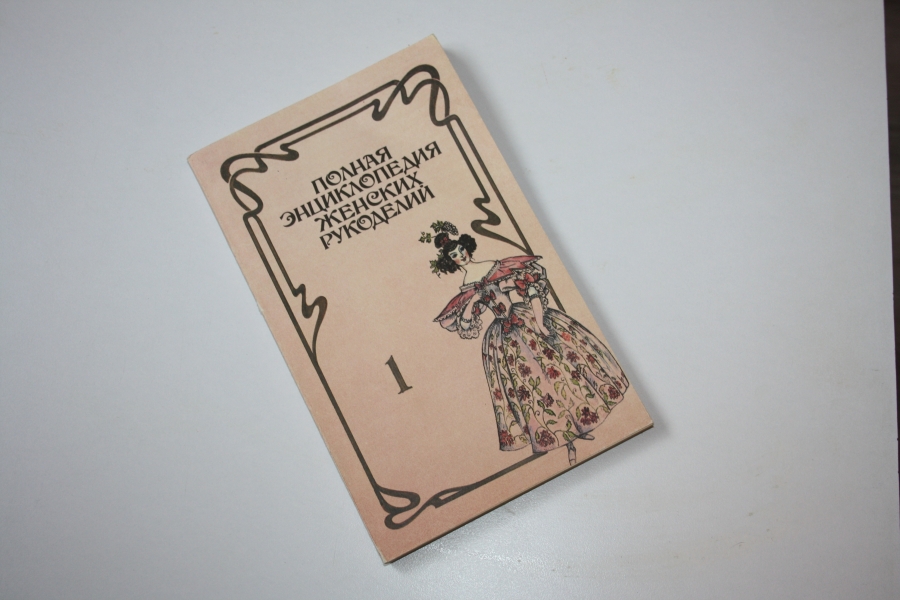 ПОЛНАЯ
ЭНЦИКЛОПЕДИЯ
ЖЕНСКИХ
РУКОДЕЛИЙ
1